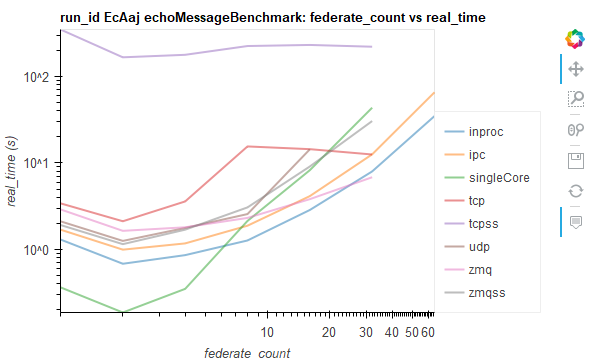 run_id EcAaj echoMessageBenchmark: federate_count vs real_time
10^2
10^1
10^0
real_time (s)
10 20 30 40 50 60
federate_count
inproc
ipc
singleCore
tcp
tcpss
udp
zmq
zmqss